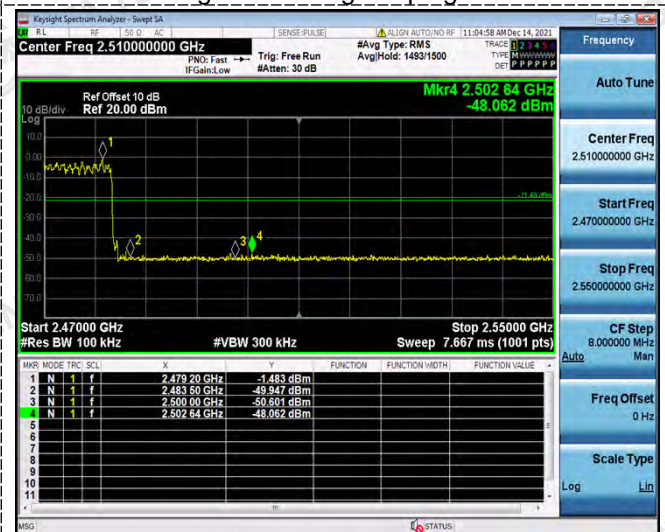 Keysight Spectrum Analyzer - Swept SA
RL RF 50 Ω AC SENSE:PULSE ALIGN AUTO/NO RF 11:04:58 AM Dec 14, 2021
Center Freq 2.510000000 GHz #Avg Type: RMS TRACE 1 2 3 4 5 6
PNO: Fast Trig: Free Run Avg|Hold: 1493/1500 TYPE M WWWWW
IFGain:Low #Atten: 30 dB DET P P P P P P
Mkr4 2.502 64 GHz
-48.062 dBm
Ref Offset 10 dB
10 dB/div Ref 20.00 dBm
Log
10.0
0.00
-10.0
-20.0
-30.0
-40.0
-50.0
-60.0
-70.0
1
2
3
4
-21.48 dBm
Start 2.47000 GHz Stop 2.55000 GHz
#Res BW 100 kHz #VBW 300 kHz Sweep 7.667 ms (1001 pts)
MKR MODE TRC SCL X Y FUNCTION FUNCTION WIDTH FUNCTION VALUE
1 N 1 f 2.479 20 GHz -1.483 dBm
2 N 1 f 2.483 50 GHz -49.947 dBm
3 N 1 f 2.500 00 GHz -50.601 dBm
4 N 1 f 2.502 64 GHz -48.062 dBm
5
6
7
8
9
10
11
MSG STATUS
Frequency
Auto Tune
Center Freq
2.510000000 GHz
Start Freq
2.470000000 GHz
Stop Freq
2.550000000 GHz
CF Step
8.000000 MHz
Auto Man
Freq Offset
0 Hz
Scale Type
Log Lin